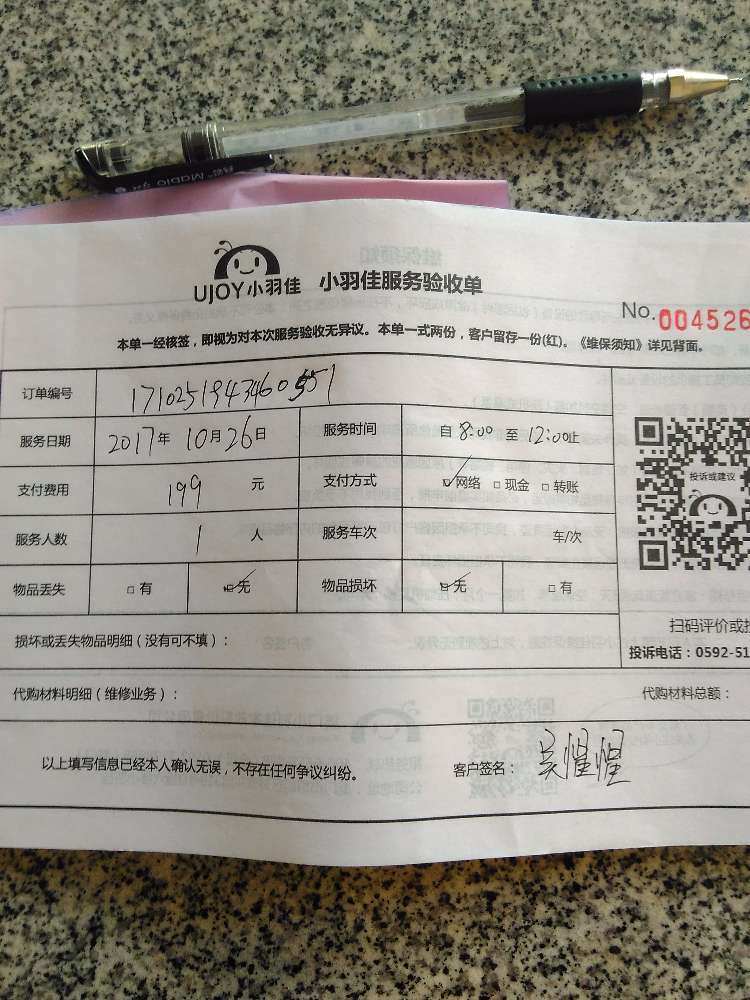 UJOY小羽佳 小羽佳服务验收单
No. 004526
本单一经核签，即视为对本次服务验收无异议。本单一式两份，客户留存一份(红)。《维保须知》详见背面。
订单编号 1710251943460551
服务日期 2017年 10月26日 服务时间 自 8:00 至 12:00止
支付费用 199 元 支付方式 ☑网络 □现金 □转账
服务人数 1 人 服务车次 车/次
物品丢失 □有 ☑无 物品损坏 ☑无 □有
投诉或建议
扫码评价或投
投诉电话：0592-51
损坏或丢失物品明细（没有可不填）：
代购材料明细（维修业务）： 代购材料总额：
以上填写信息已经本人确认无误，不存在任何争议纠纷。 客户签名：吴惺惺